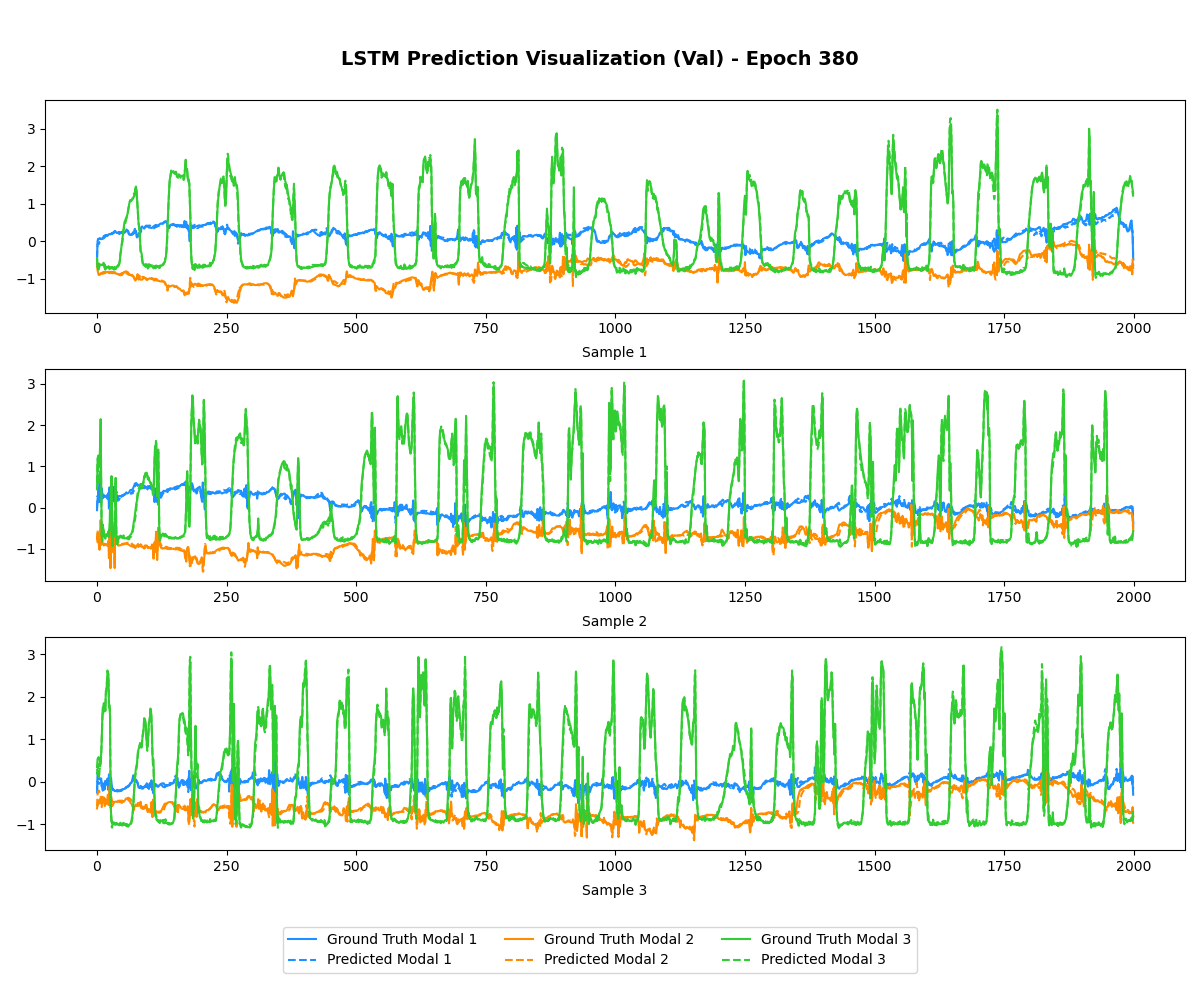 LSTM Prediction Visualization (Val) - Epoch 380
3
2
1
0
−1
0 250 500 750 1000 1250 1500 1750 2000
Sample 1
3
2
1
0
−1
0 250 500 750 1000 1250 1500 1750 2000
Sample 2
3
2
1
0
−1
0 250 500 750 1000 1250 1500 1750 2000
Sample 3
Ground Truth Modal 1 Ground Truth Modal 2 Ground Truth Modal 3
Predicted Modal 1 Predicted Modal 2 Predicted Modal 3